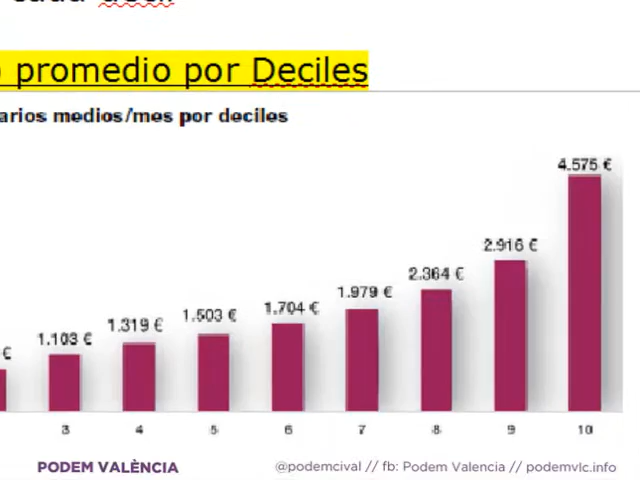 promedio por Deciles
arios medios/mes por deciles
4.575 €
2.916 €
2.364 €
1.979 €
1.704 €
1.503 €
1.319 €
1.103 €
€
3 4 5 6 7 8 9 10
PODEM VALÈNCIA
@podemcival // fb: Podem Valencia // podemvlc.info